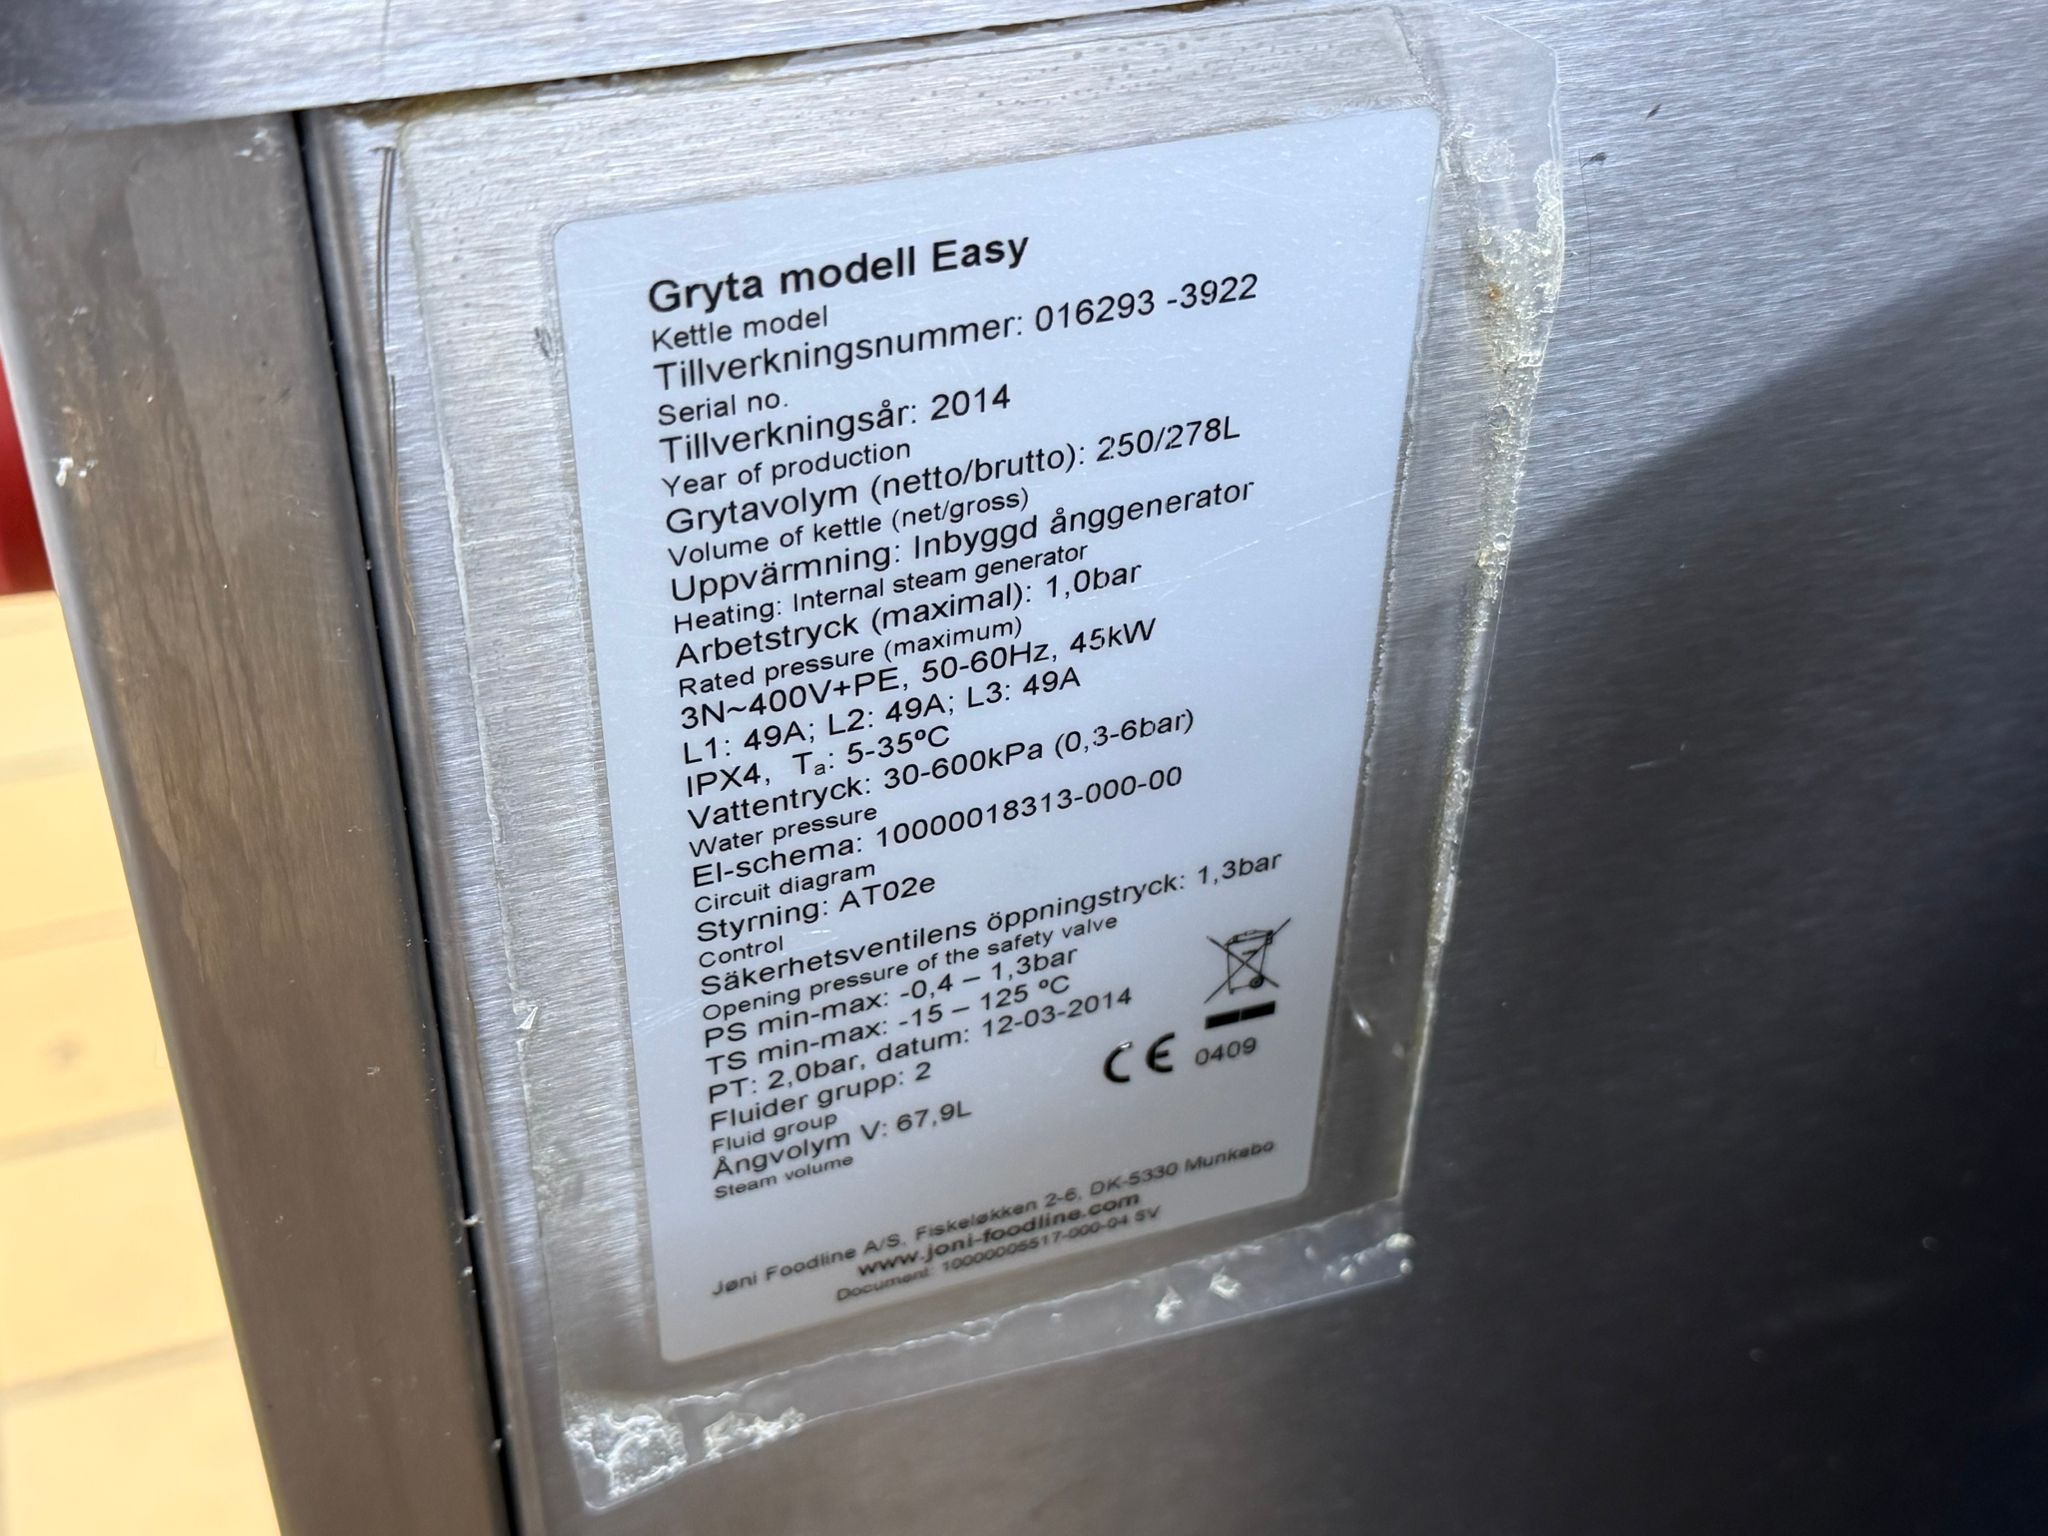 Gryta modell Easy
Kettle model
Tillverkningsnummer: 016293 -3922
Serial no.
Tillverkningsår: 2014
Year of production
Grytavolym (netto/brutto): 250/278L
Volume of kettle (net/gross)
Uppvärmning: Inbyggd ånggenerator
Heating: Internal steam generator
Arbetstryck (maximal): 1,0bar
Rated pressure (maximum)
3N~400V+PE, 50-60Hz, 45kW
L1: 49A; L2: 49A; L3: 49A
IPX4, Ta: 5-35ºC
Vattentryck: 30-600kPa (0,3-6bar)
Water pressure
El-schema: 10000018313-000-00
Circuit diagram
Styrning: AT02e
Control
Säkerhetsventilens öppningstryck: 1,3bar
Opening pressure of the safety valve
PS min-max: -0,4 – 1,3bar
TS min-max: -15 – 125 ºC
PT: 2,0bar, datum: 12-03-2014
Fluider grupp: 2
Fluid group
CE 0409
Ångvolym V: 67,9L
Steam volume
Jøni Foodline A/S, Fiskeløkken 2-6, DK-5330 Munkebo
www.joni-foodline.com
Document: 10000005517-000-04 SV